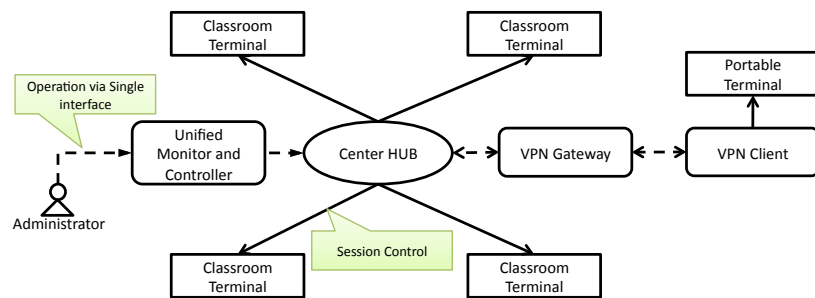 Classroom
Terminal
Classroom
Terminal
Operation via Single
interface
Portable
Terminal
Unified
Monitor and
Controller
Center HUB
VPN Gateway
VPN Client
Administrator
Session Control
Classroom
Terminal
Classroom
Terminal